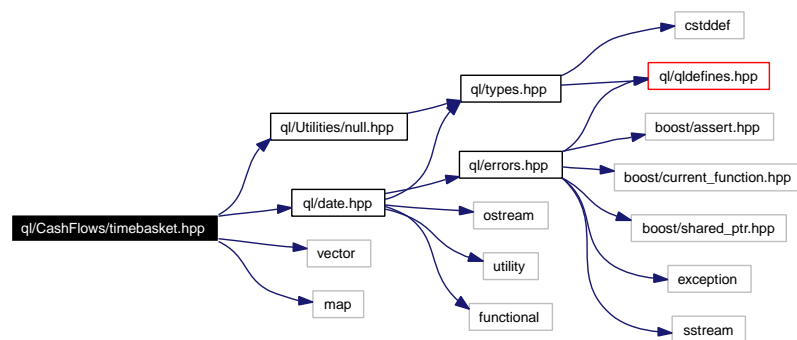 cstddef
ql/types.hpp
ql/qldefines.hpp
ql/Utilities/null.hpp
boost/assert.hpp
ql/errors.hpp
boost/current_function.hpp
ql/date.hpp
ostream
boost/shared_ptr.hpp
ql/CashFlows/timebasket.hpp
vector
utility
exception
map
functional
sstream